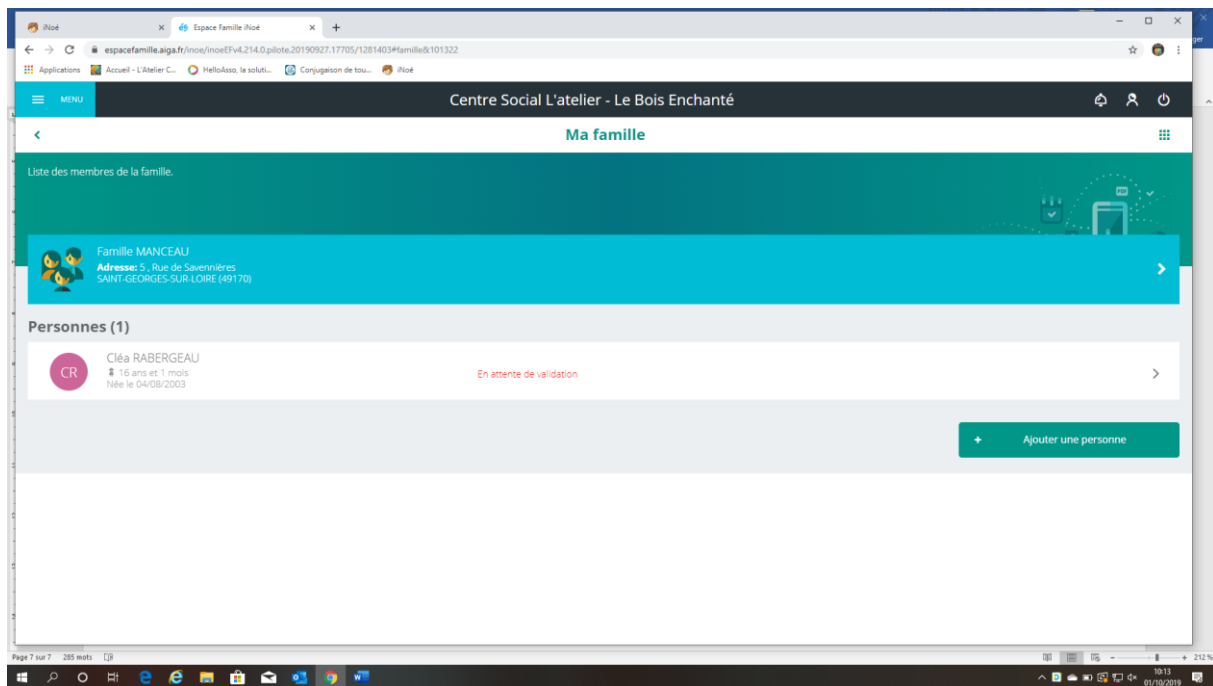 iNoé
Espace Famille iNoé
espacefamille.aiga.fr/inoe/inoeEFv4.214.0.pilote.20190927.17705/1281403#famille&101322
Applications Accueil - L'Atelier C... HelloAsso, la soluti... Conjugaison de tou... iNoé
MENU
Centre Social L'atelier - Le Bois Enchanté
Ma famille
Liste des membres de la famille.
PDF
Famille MANCEAU
Adresse: 5 , Rue de Savennières
SAINT-GEORGES-SUR-LOIRE (49170)
Personnes (1)
CR
Cléa RABERGEAU
16 ans et 1 mois
Née le 04/08/2003
En attente de validation
+ Ajouter une personne
Page 7 sur 7 285 mots
212 %
10:13
01/10/2019